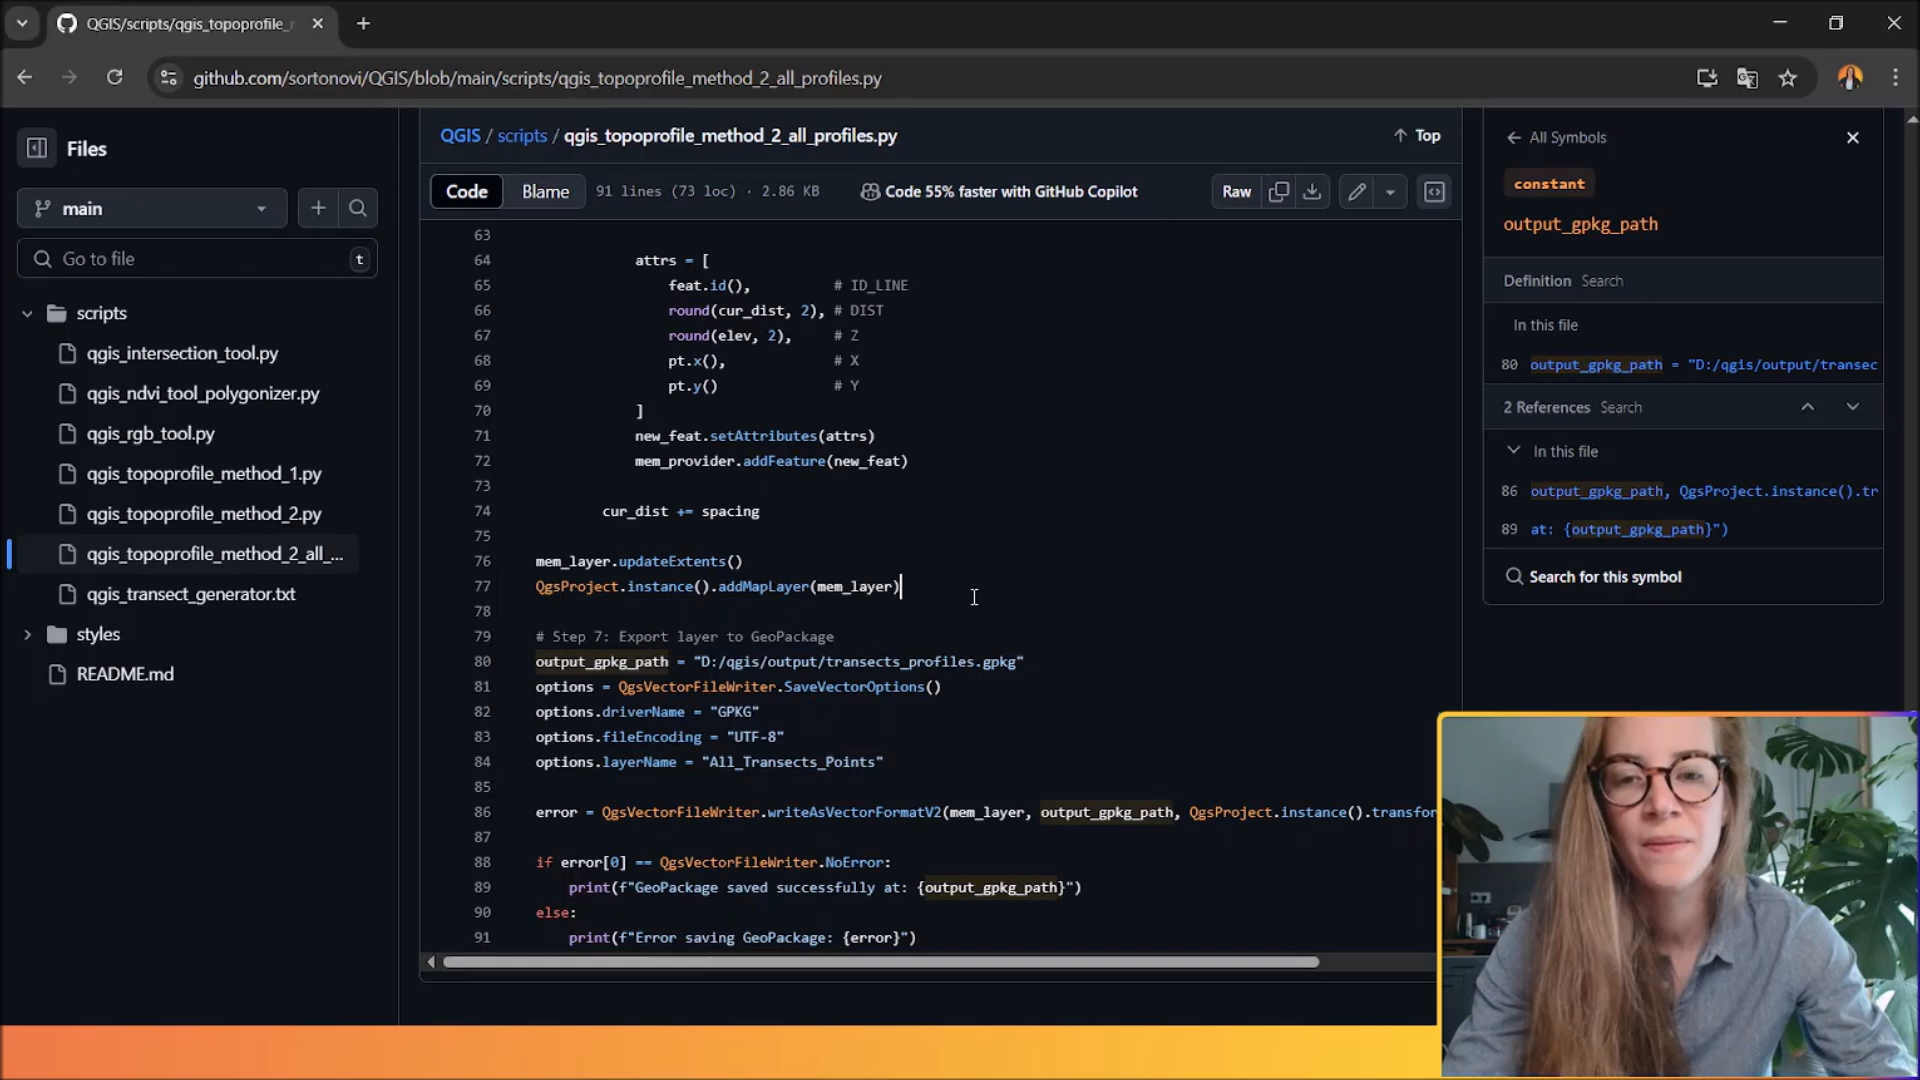 QGIS/scripts/qgis_topoprofile_n
github.com/sortonovi/QGIS/blob/main/scripts/qgis_topoprofile_method_2_all_profiles.py
Files
main
Go to file
t
scripts
qgis_intersection_tool.py
qgis_ndvi_tool_polygonizer.py
qgis_rgb_tool.py
qgis_topoprofile_method_1.py
qgis_topoprofile_method_2.py
qgis_topoprofile_method_2_all_...
qgis_transect_generator.txt
styles
README.md
QGIS / scripts / qgis_topoprofile_method_2_all_profiles.py
Top
Code Blame 91 lines (73 loc) · 2.86 KB Code 55% faster with GitHub Copilot Raw
63
64 attrs = [
65 feat.id(), # ID_LINE
66 round(cur_dist, 2), # DIST
67 round(elev, 2), # Z
68 pt.x(), # X
69 pt.y() # Y
70 ]
71 new_feat.setAttributes(attrs)
72 mem_provider.addFeature(new_feat)
73
74 cur_dist += spacing
75
76 mem_layer.updateExtents()
77 QgsProject.instance().addMapLayer(mem_layer)
78
79 # Step 7: Export layer to GeoPackage
80 output_gpkg_path = "D:/qgis/output/transects_profiles.gpkg"
81 options = QgsVectorFileWriter.SaveVectorOptions()
82 options.driverName = "GPKG"
83 options.fileEncoding = "UTF-8"
84 options.layerName = "All_Transects_Points"
85
86 error = QgsVectorFileWriter.writeAsVectorFormatV2(mem_layer, output_gpkg_path, QgsProject.instance().transfor
87
88 if error[0] == QgsVectorFileWriter.NoError:
89 print(f"GeoPackage saved successfully at: {output_gpkg_path}")
90 else:
91 print(f"Error saving GeoPackage: {error}")
All Symbols
constant
output_gpkg_path
Definition Search
In this file
80 output_gpkg_path = "D:/qgis/output/transec
2 References Search
In this file
86 output_gpkg_path, QgsProject.instance().tr
89 at: {output_gpkg_path}")
Search for this symbol